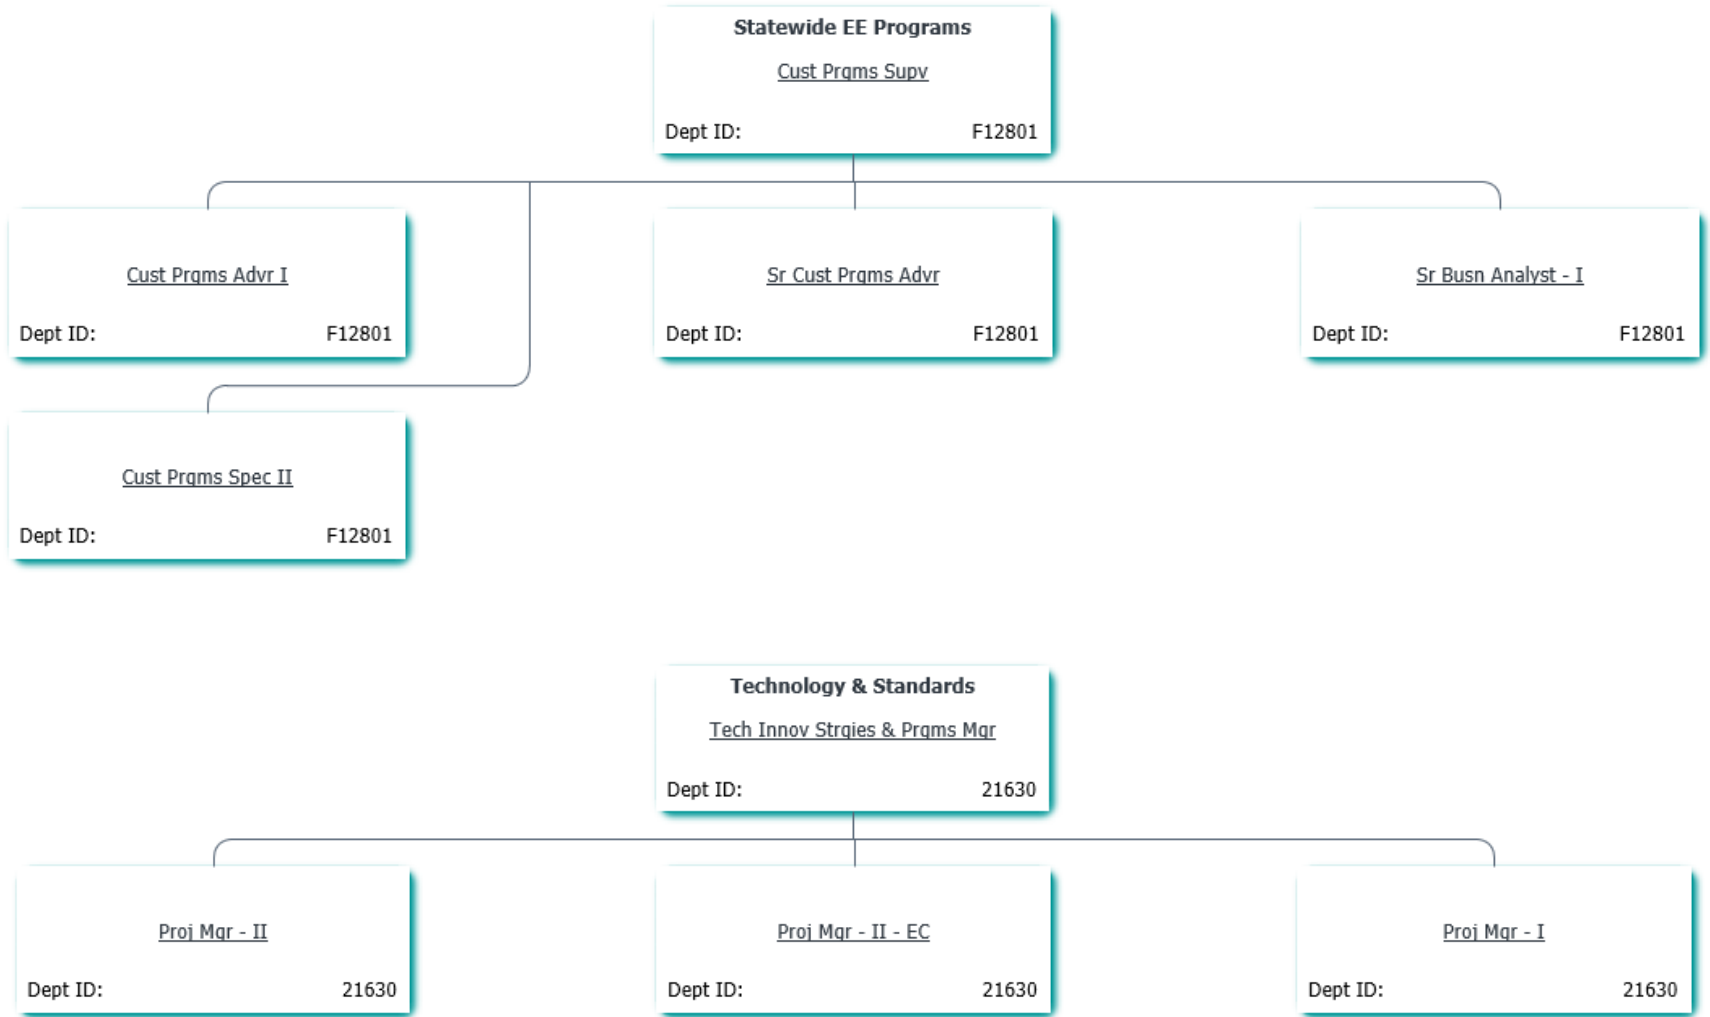 Statewide EE Programs
Cust Prgms Supv
Dept ID: F12801
Cust Prgms Advr I
Dept ID: F12801
Sr Cust Prgms Advr
Dept ID: F12801
Sr Busn Analyst - I
Dept ID: F12801
Cust Prgms Spec II
Dept ID: F12801
Technology & Standards
Tech Innov Strgies & Prgms Mgr
Dept ID: 21630
Proj Mgr - II
Dept ID: 21630
Proj Mgr - II - EC
Dept ID: 21630
Proj Mgr - I
Dept ID: 21630